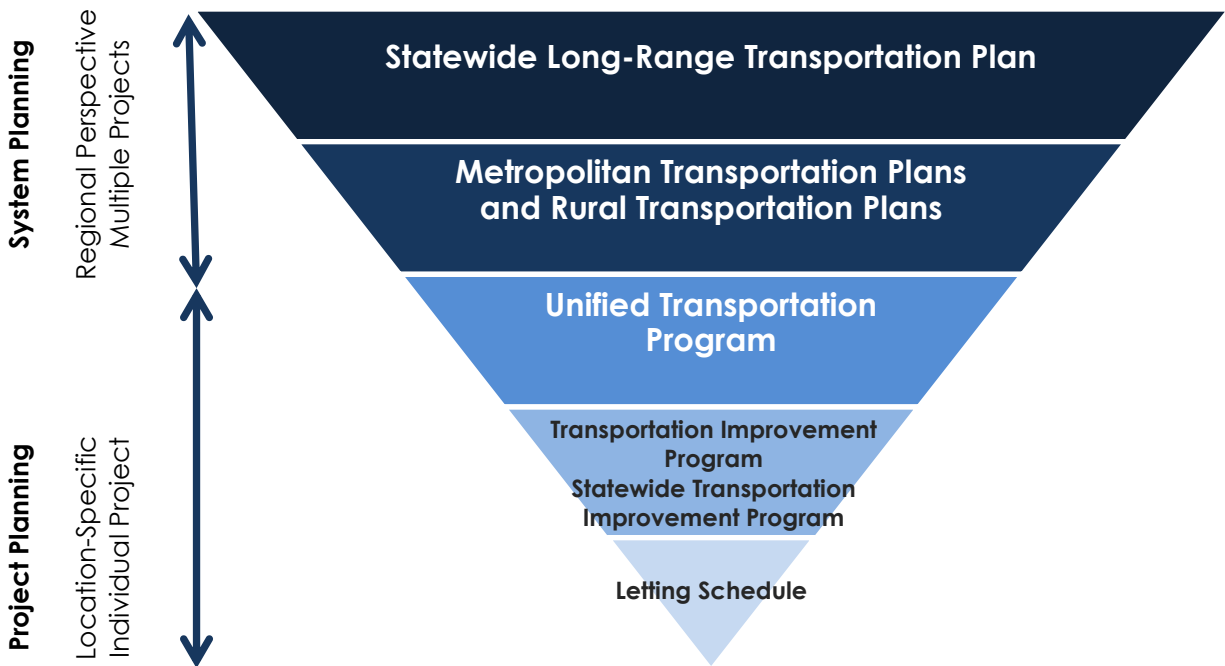 System Planning
Regional Perspective
Multiple Projects
Statewide Long-Range Transportation Plan
Metropolitan Transportation Plans
and Rural Transportation Plans
Project Planning
Location-Specific
Individual Project
Unified Transportation
Program
Transportation Improvement
Program
Statewide Transportation
Improvement Program
Letting Schedule